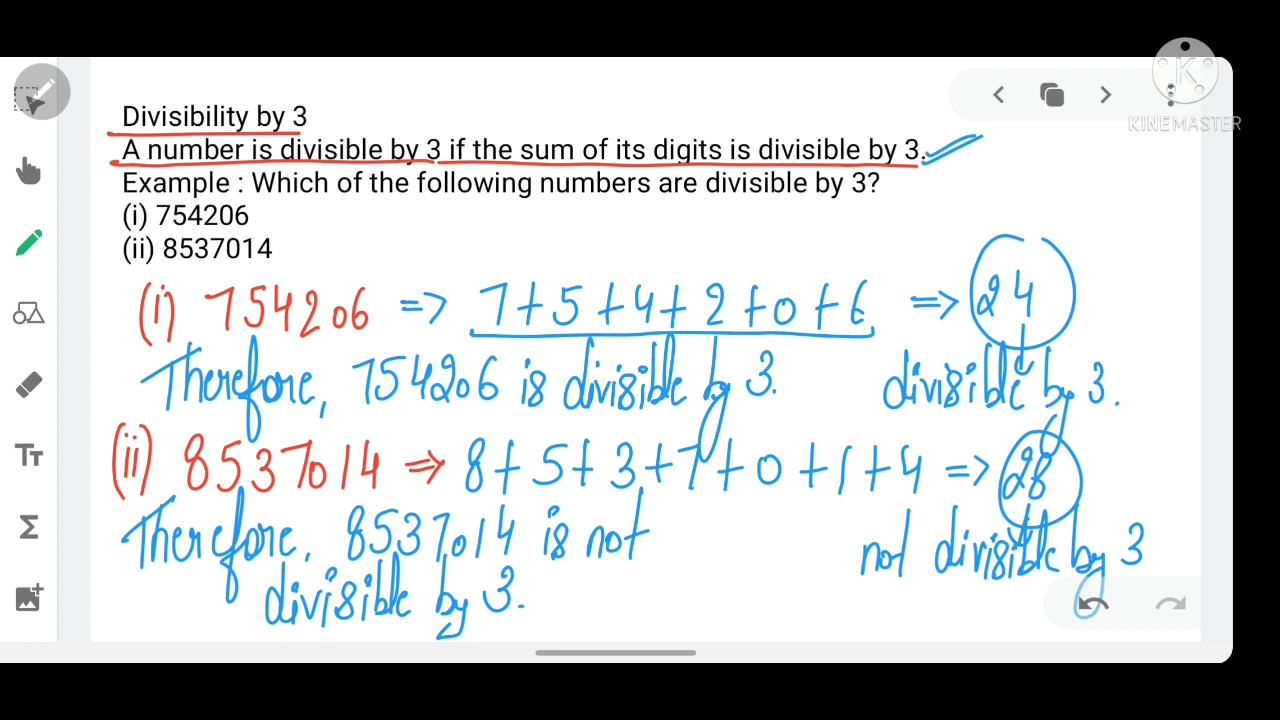 KINEMASTER
Divisibility by 3
A number is divisible by 3 if the sum of its digits is divisible by 3.
Example : Which of the following numbers are divisible by 3?
(i) 754206
(ii) 8537014
(i) 754206 => 7+5+4+2+0+6 => 24
Therefore, 754206 is divisible by 3. divisible by 3.
(ii) 8537014 => 8+5+3+7+0+1+4 => 28
Therefore, 8537014 is not not divisible by 3
divisible by 3.
TT
Σ